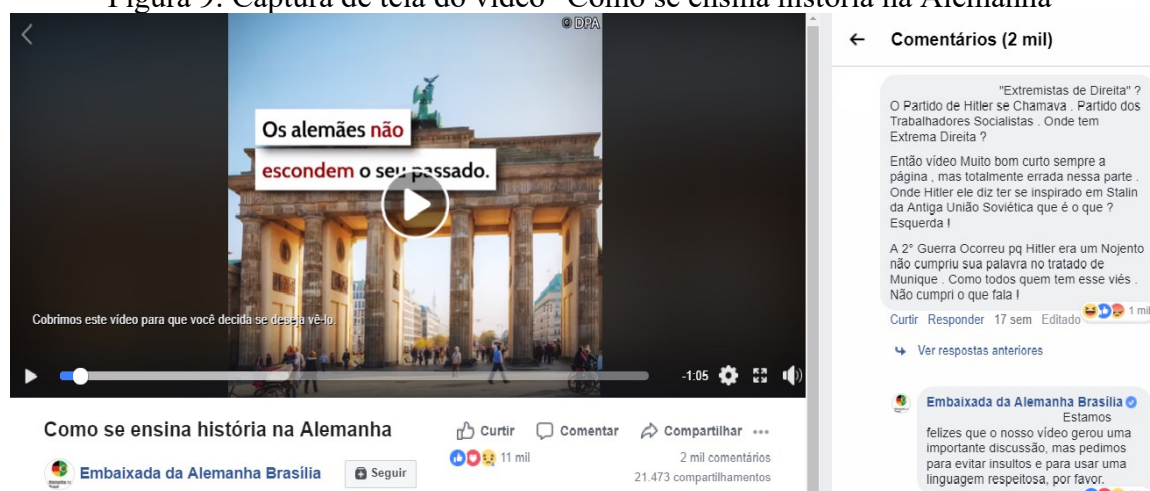 Figura 9: Captura de tela do vídeo "Como se ensina história na Alemanha"
© DPA
Os alemães não
escondem o seu passado.
Cobrimos este vídeo para que você decida se deseja vê-lo.
-1:05
Como se ensina história na Alemanha
Embaixada da Alemanha Brasília
Seguir
Curtir
Comentar
Compartilhar
11 mil
2 mil comentários
21.473 compartilhamentos
Comentários (2 mil)
"Extremistas de Direita" ?
O Partido de Hitler se Chamava . Partido dos
Trabalhadores Socialistas . Onde tem
Extrema Direita ?
Então vídeo Muito bom curto sempre a
página , mas totalmente errada nessa parte .
Onde Hitler ele diz ter se inspirado em Stalin
da Antiga União Soviética que é o que ?
Esquerda !
A 2° Guerra Ocorreu pq Hitler era um Nojento
não cumpriu sua palavra no tratado de
Munique . Como todos quem tem esse viés .
Não cumpri o que fala !
Curtir Responder 17 sem Editado 1 mil
Ver respostas anteriores
Embaixada da Alemanha Brasília
Estamos
felizes que o nosso vídeo gerou uma
importante discussão, mas pedimos
para evitar insultos e para usar uma
linguagem respeitosa, por favor.